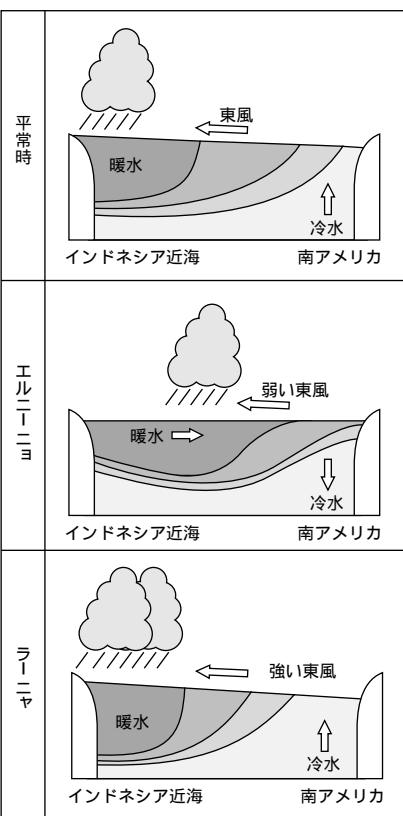 平常時
東風
暖水
冷水
インドネシア近海
南アメリカ
エルニーニョ
弱い東風
暖水
冷水
インドネシア近海
南アメリカ
ラニーニャ
強い東風
暖水
冷水
インドネシア近海
南アメリカ